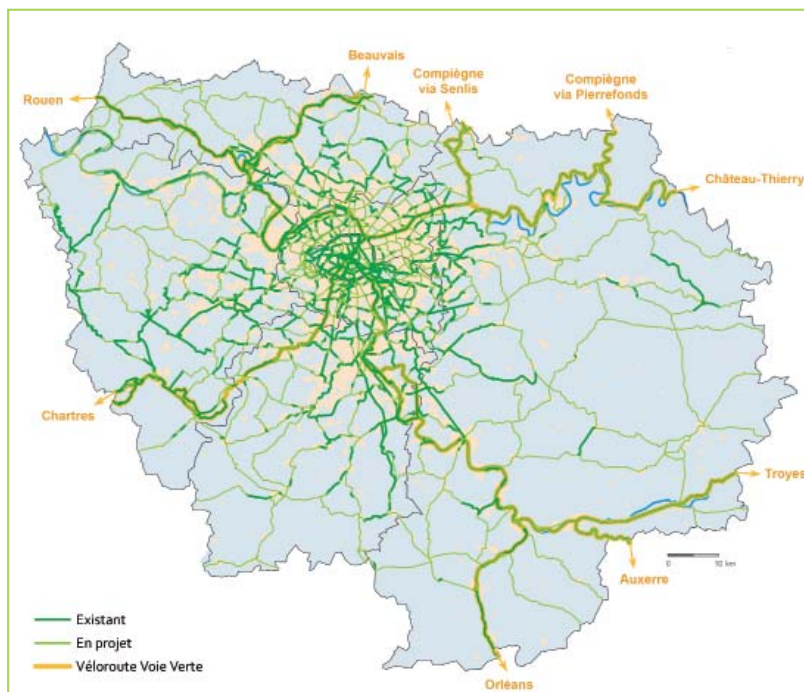 Beauvais
Compiègne
via Senlis
Compiègne
via Pierrefonds
Rouen
Château-Thierry
Chartres
Troyes
0 10 km
Auxerre
Existant
En projet
Véloroute Voie Verte
Orléans